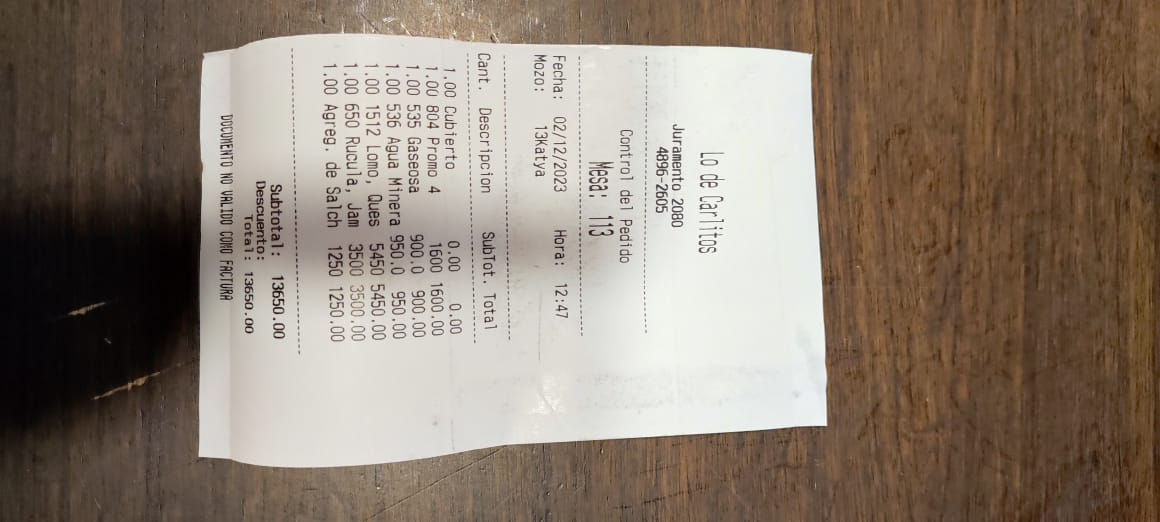 Lo de Carlitos
Juramento 2080
4896-2605
Control del Pedido
Mesa: 113
Fecha: 02/12/2023 Hora: 12:47
Mozo: 13Katya
Cant. Descripcion SubTot. Total
1.00 Cubierto 0.00 0.00
1.00 804 Promo 4 1600 1600.00
1.00 535 Gaseosa 900.0 900.00
1.00 536 Agua Minera 950.0 950.00
1.00 1512 Lomo, Ques 5450 5450.00
1.00 650 Rucula, Jam 3500 3500.00
1.00 Agreg. de Salch 1250 1250.00
Subtotal: 13650.00
Descuento:
Total: 13650.00
DOCUMENTO NO VALIDO COMO FACTURA